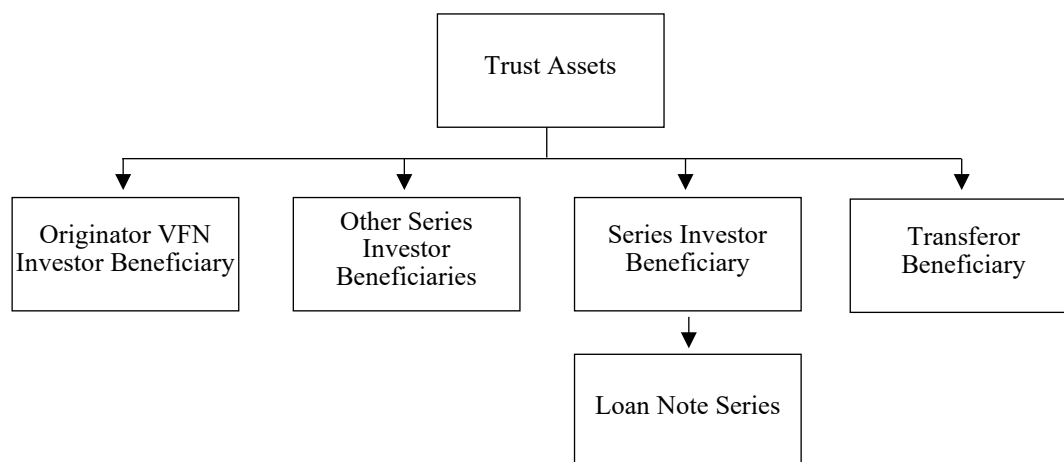 Trust Assets
Originator VFN
Investor Beneficiary
Other Series
Investor
Beneficiaries
Series Investor
Beneficiary
Transferor
Beneficiary
Loan Note Series